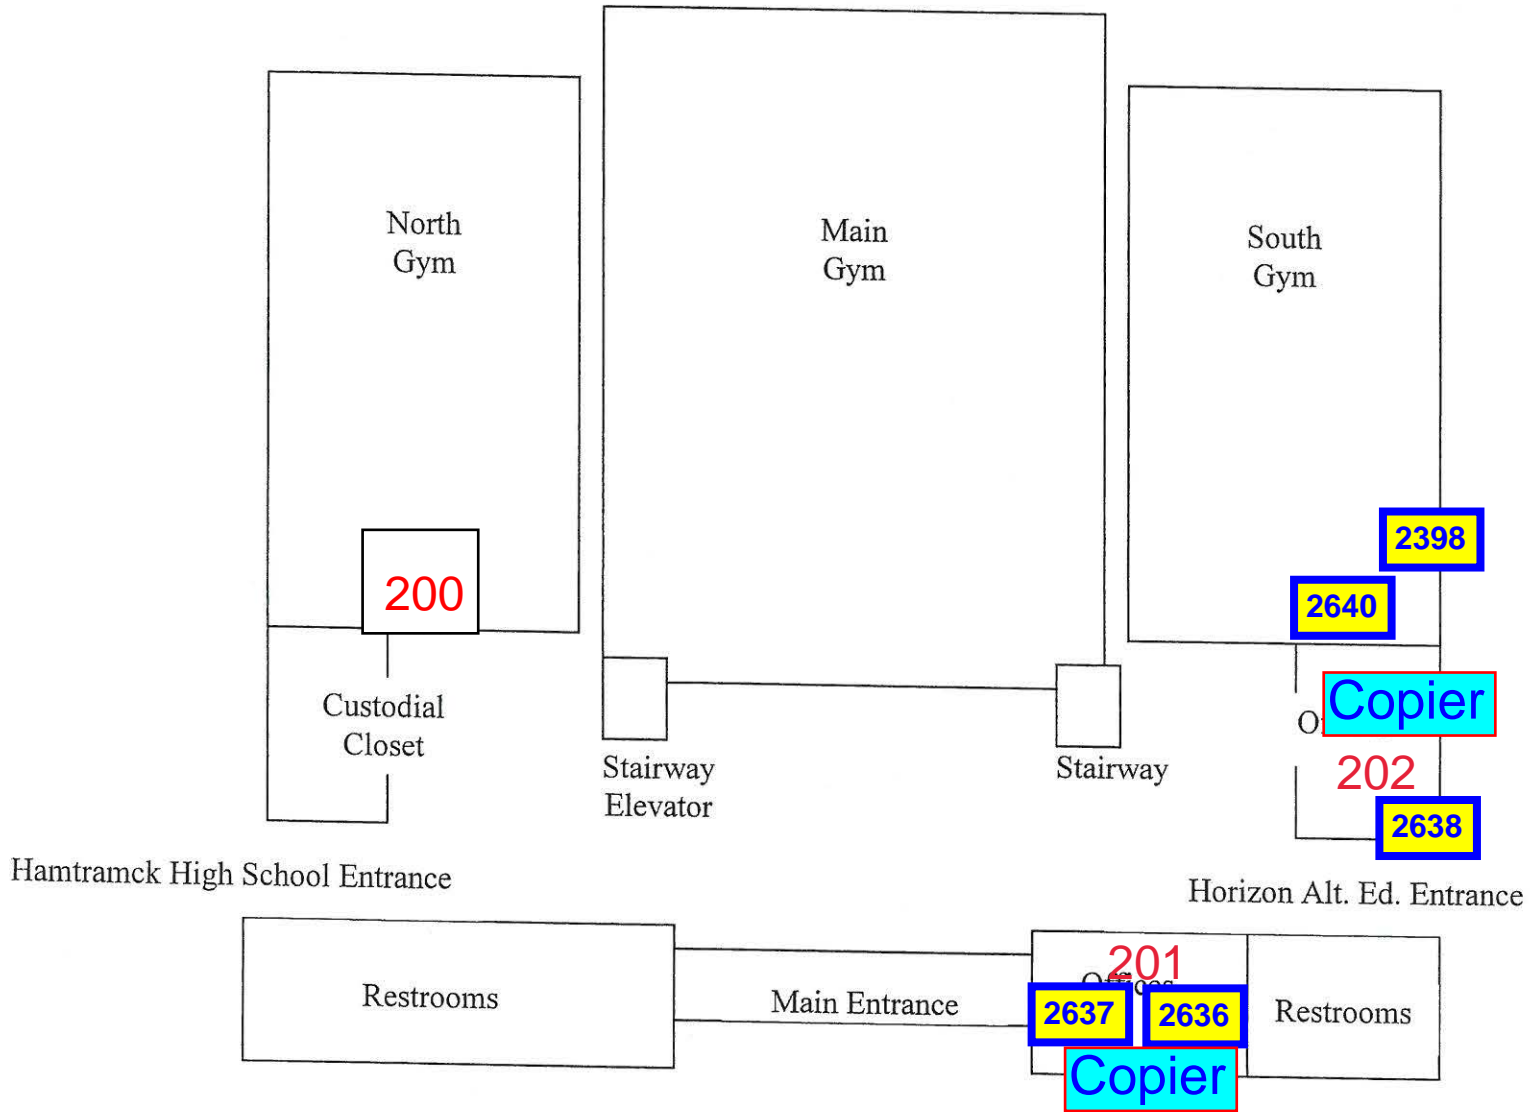 North
Gym
Main
Gym
South
Gym
2398
200
2640
Custodial
Closet
Stairway
Elevator
Stairway
Copier
202
2638
Hamtramck High School Entrance
Horizon Alt. Ed. Entrance
Restrooms
Main Entrance
201
Offices
2637
2636
Restrooms
Copier